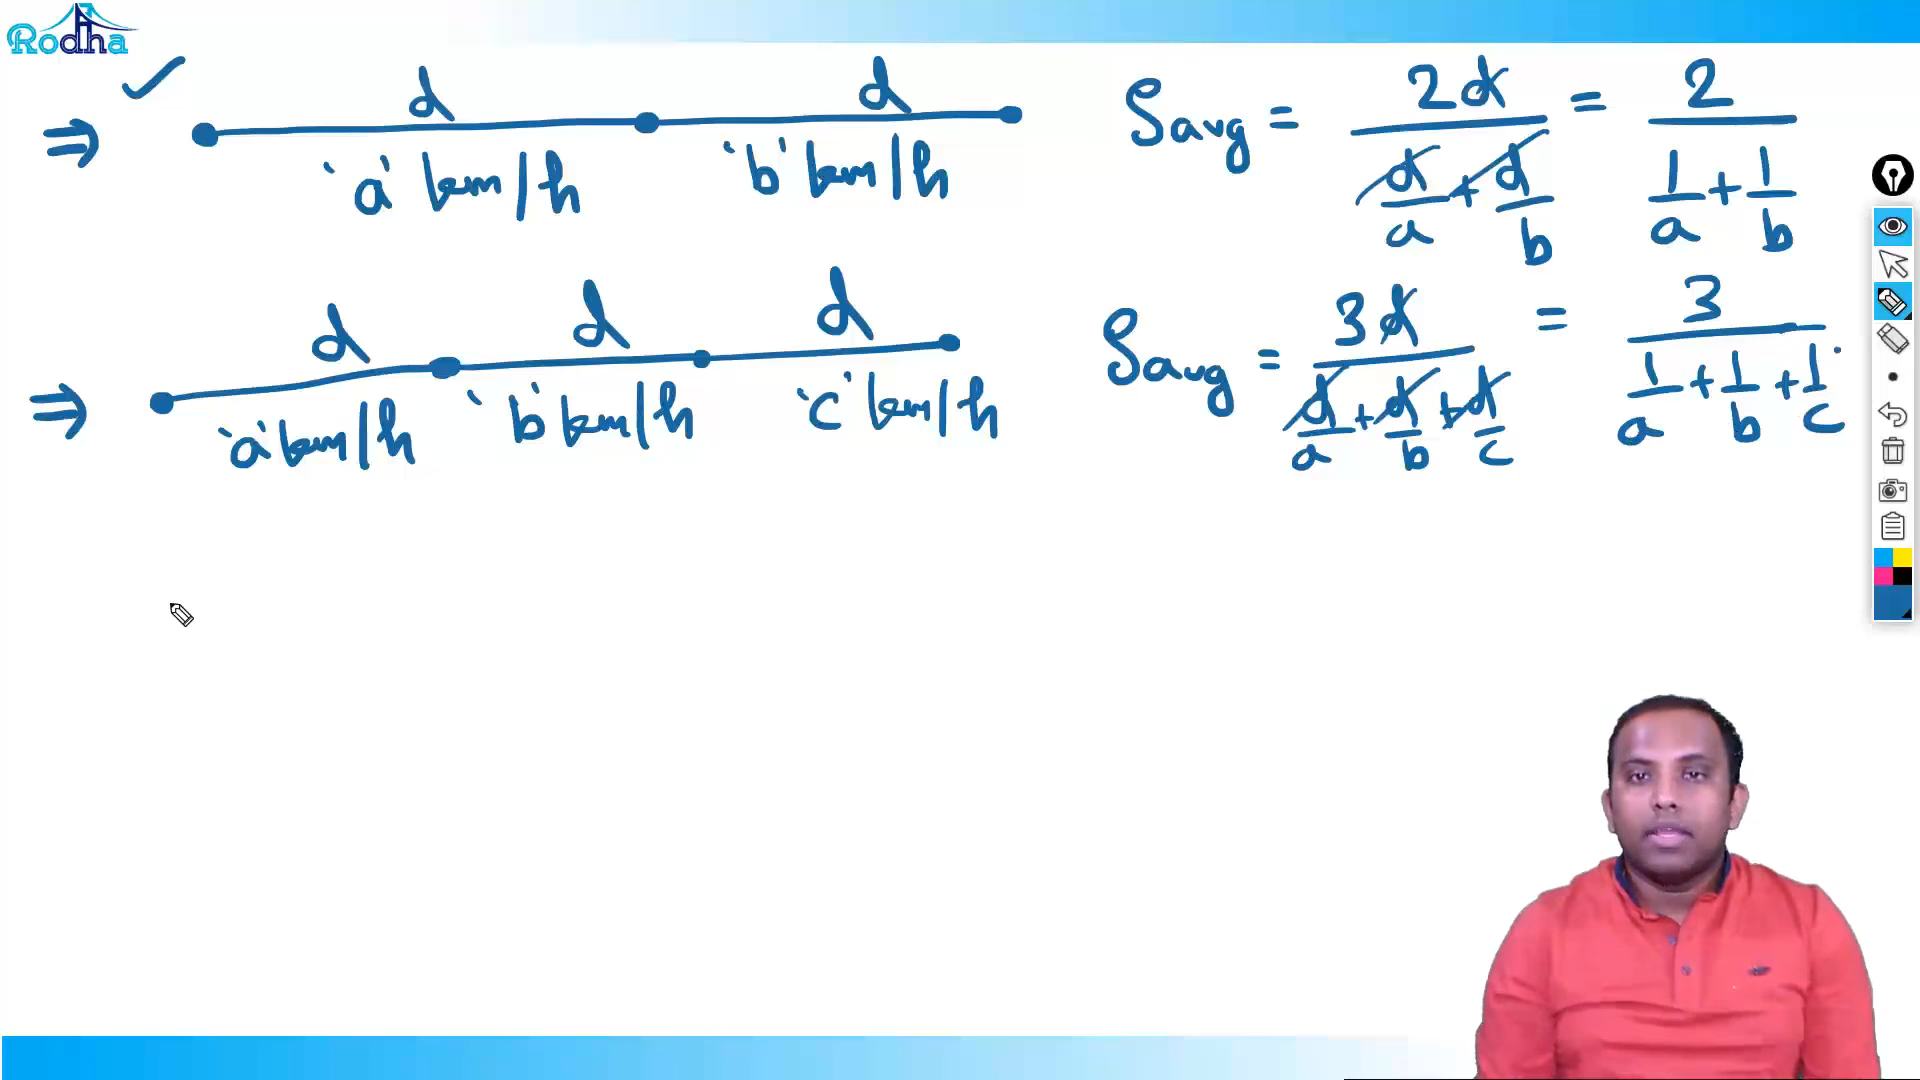 Rodha
⇒ ✓ d d
'a' km/h 'b' km/h
Savg = 2d / (d/a + d/b) = 2 / (1/a + 1/b)
⇒ d d d
'a' km/h 'b' km/h 'c' km/h
Savg = 3d / (d/a + d/b + d/c) = 3 / (1/a + 1/b + 1/c)